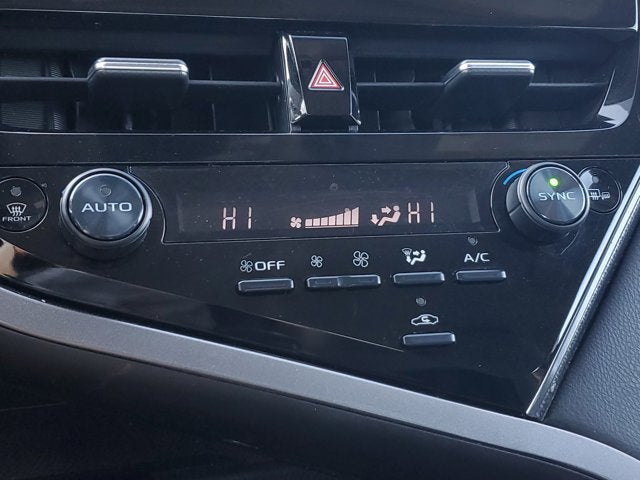 FRONT
AUTO
HI HI
SYNC
OFF
A/C